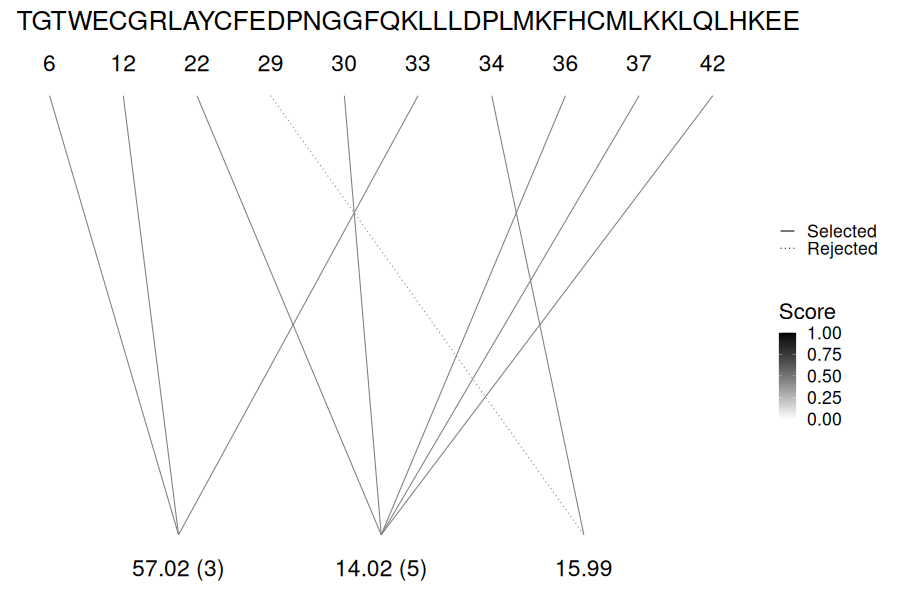 TGTWECGRLAYCFEDPNGGFQKLLLDPLMKFHCMLKKLQLHKEE
6 12 22 29 30 33 34 36 37 42
Selected
Rejected
Score
1.00
0.75
0.50
0.25
0.00
57.02 (3) 14.02 (5) 15.99